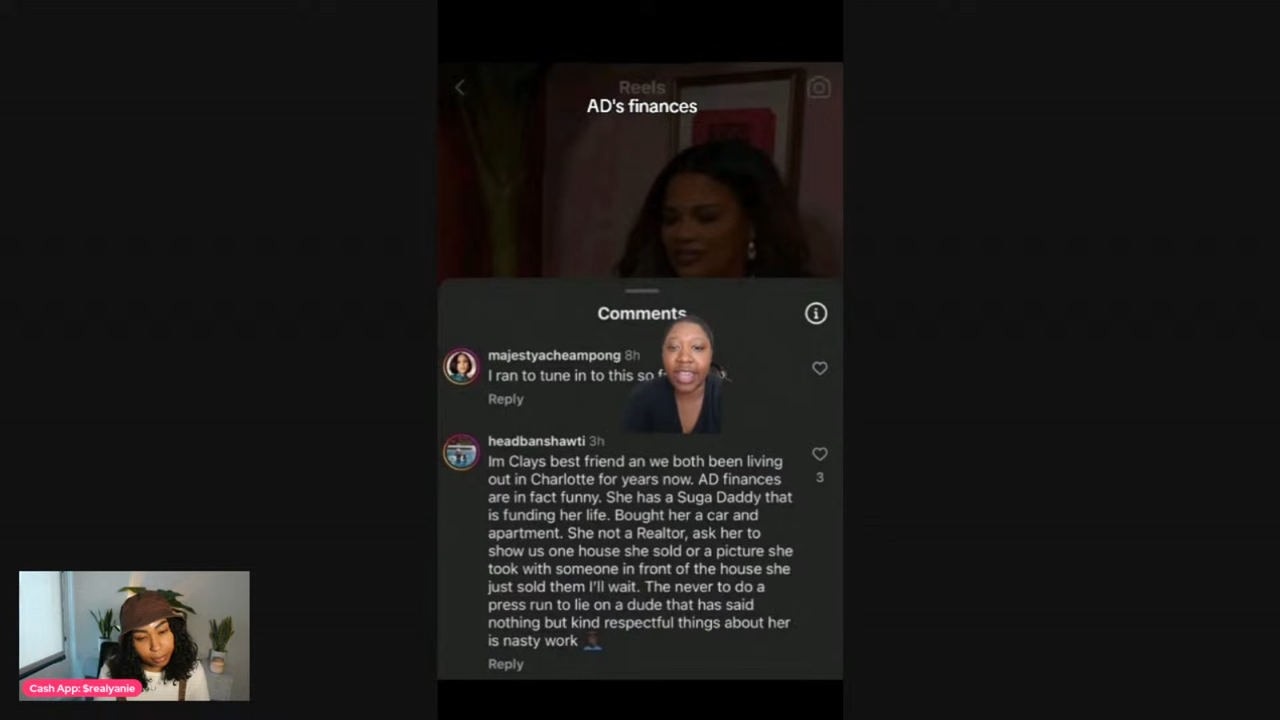 Reels
AD's finances
Comments
majestyacheampong 8h
I ran to tune in to this so
Reply
headbanshawti 3h
Im Clays best friend an we both been living
out in Charlotte for years now. AD finances
are in fact funny. She has a Suga Daddy that
is funding her life. Bought her a car and
apartment. She not a Realtor, ask her to
show us one house she sold or a picture she
took with someone in front of the house she
just sold them I'll wait. The never to do a
press run to lie on a dude that has said
nothing but kind respectful things about her
is nasty work
3
Reply
Cash App: $realyanie